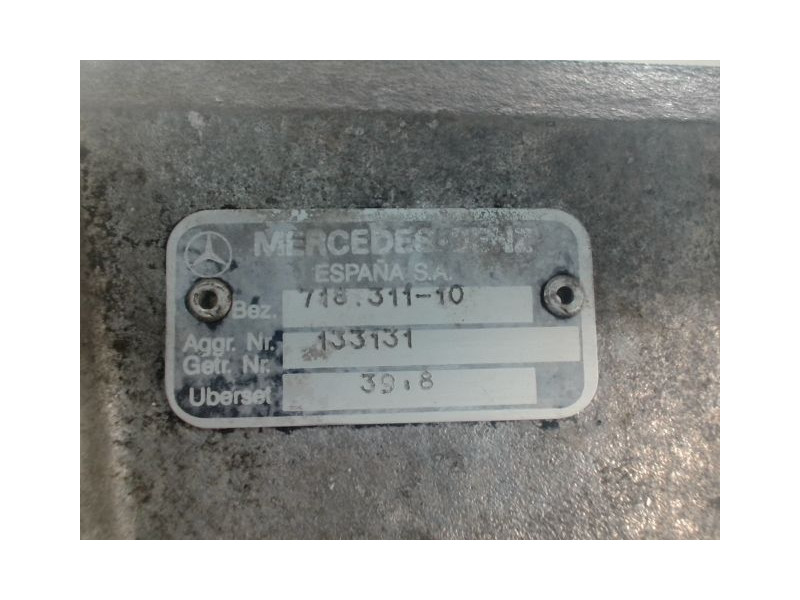 MERCEDES-BENZ
ESPAÑA S.A.
Bez. 718.311-10
Aggr. Nr. 133131
Getr. Nr.
Uberset 39.8